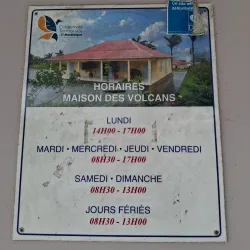 HORAIRES
MAISON DES VOLCANS
LUNDI
14H00 - 17H00
MARDI • MERCREDI • JEUDI • VENDREDI
08H30 - 17H00
SAMEDI • DIMANCHE
08H30 - 13H00
JOURS FÉRIÉS
08H30 - 13H00